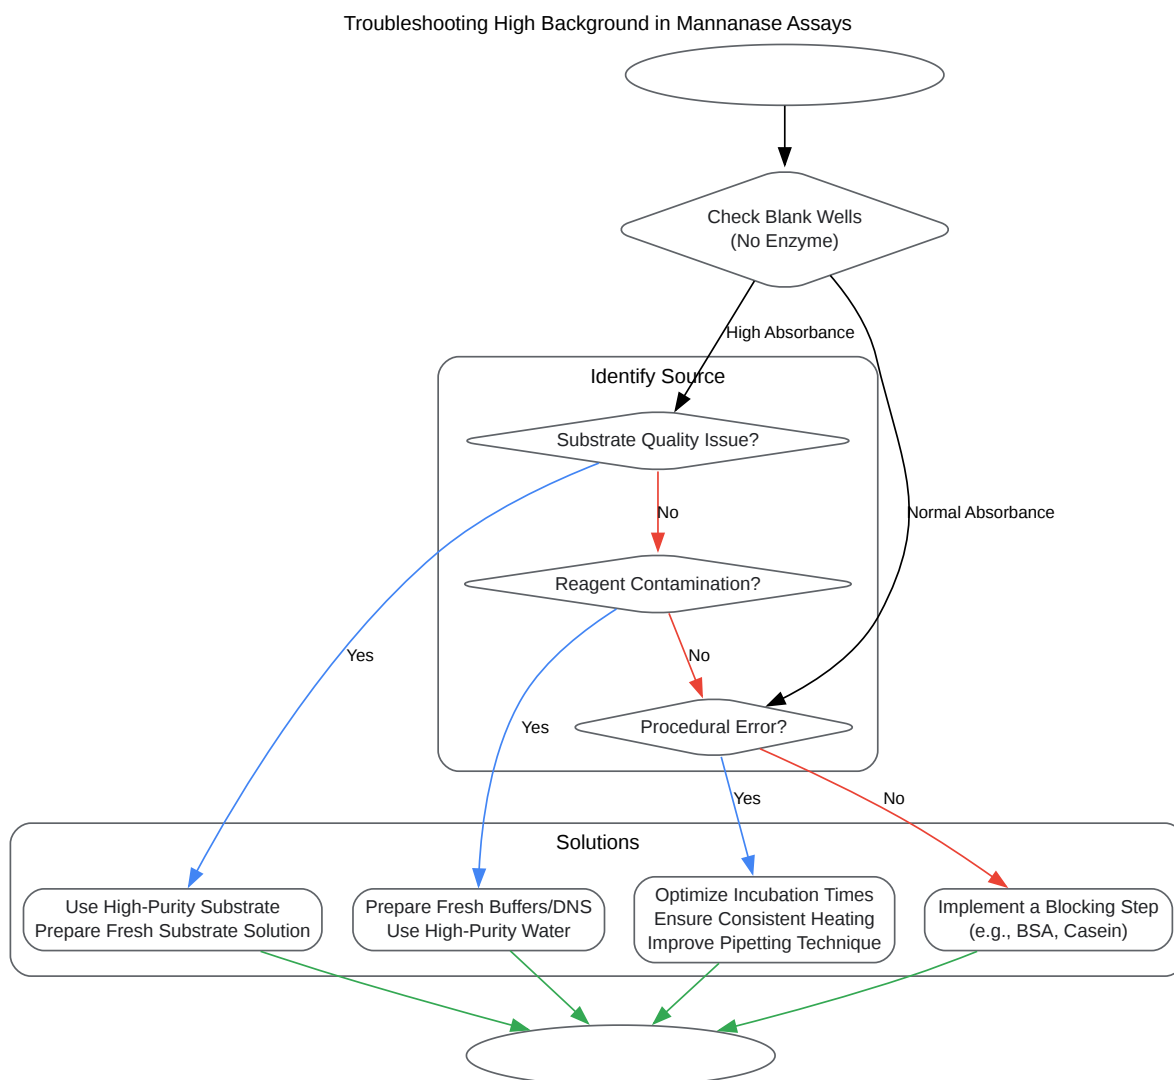 Troubleshooting High Background in Mannanase Assays
Check Blank Wells
(No Enzyme)
High Absorbance
Identify Source
Substrate Quality Issue?
No
Normal Absorbance
Reagent Contamination?
Yes
No
Yes
Procedural Error?
Yes
No
Solutions
Use High-Purity Substrate
Prepare Fresh Substrate Solution
Prepare Fresh Buffers/DNS
Use High-Purity Water
Optimize Incubation Times
Ensure Consistent Heating
Improve Pipetting Technique
Implement a Blocking Step
(e.g., BSA, Casein)